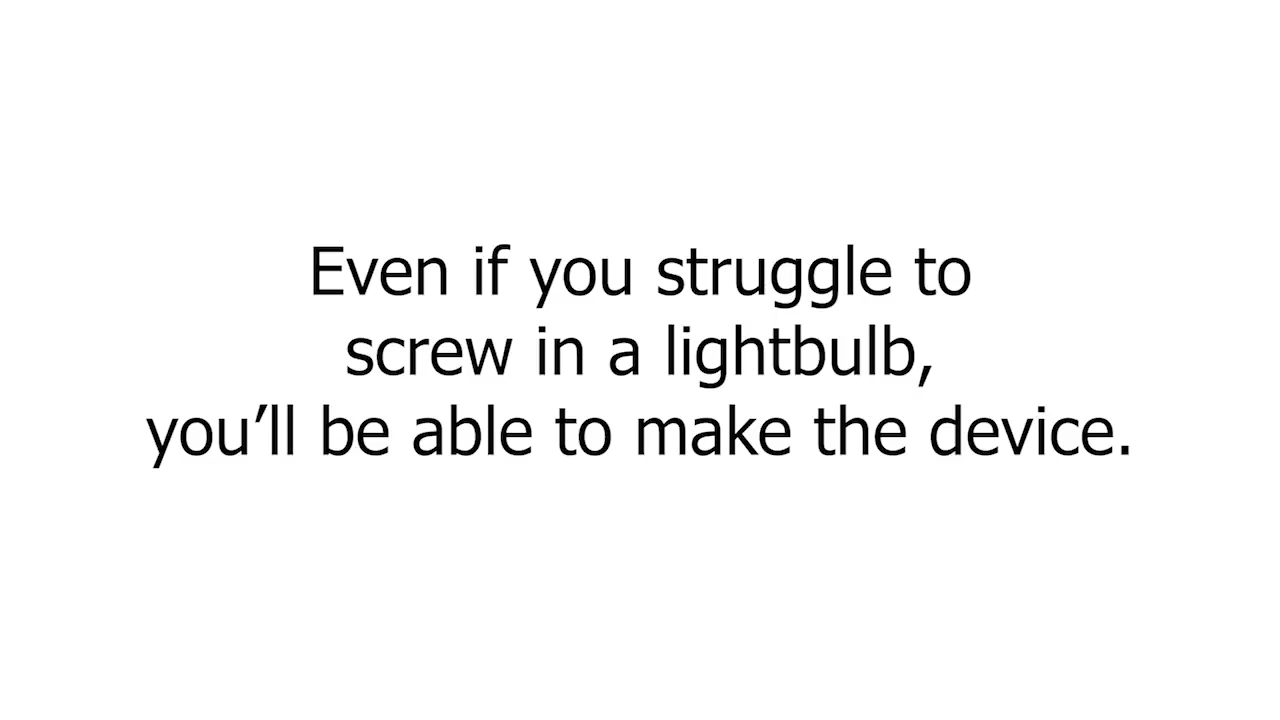 Even if you struggle to
screw in a lightbulb,
you’ll be able to make the device.